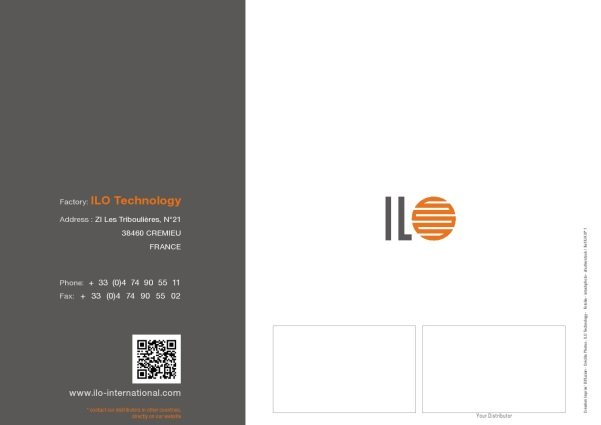 Factory: ILO Technology
Address : ZI Les Triboulières, N°21
38460 CREMIEU
FRANCE
Phone: + 33 (0)4 74 90 55 11
Fax: + 33 (0)4 74 90 55 02
www.ilo-international.com
* contact our distributors in other countries,
directly on our website
ILO
Your Distributor